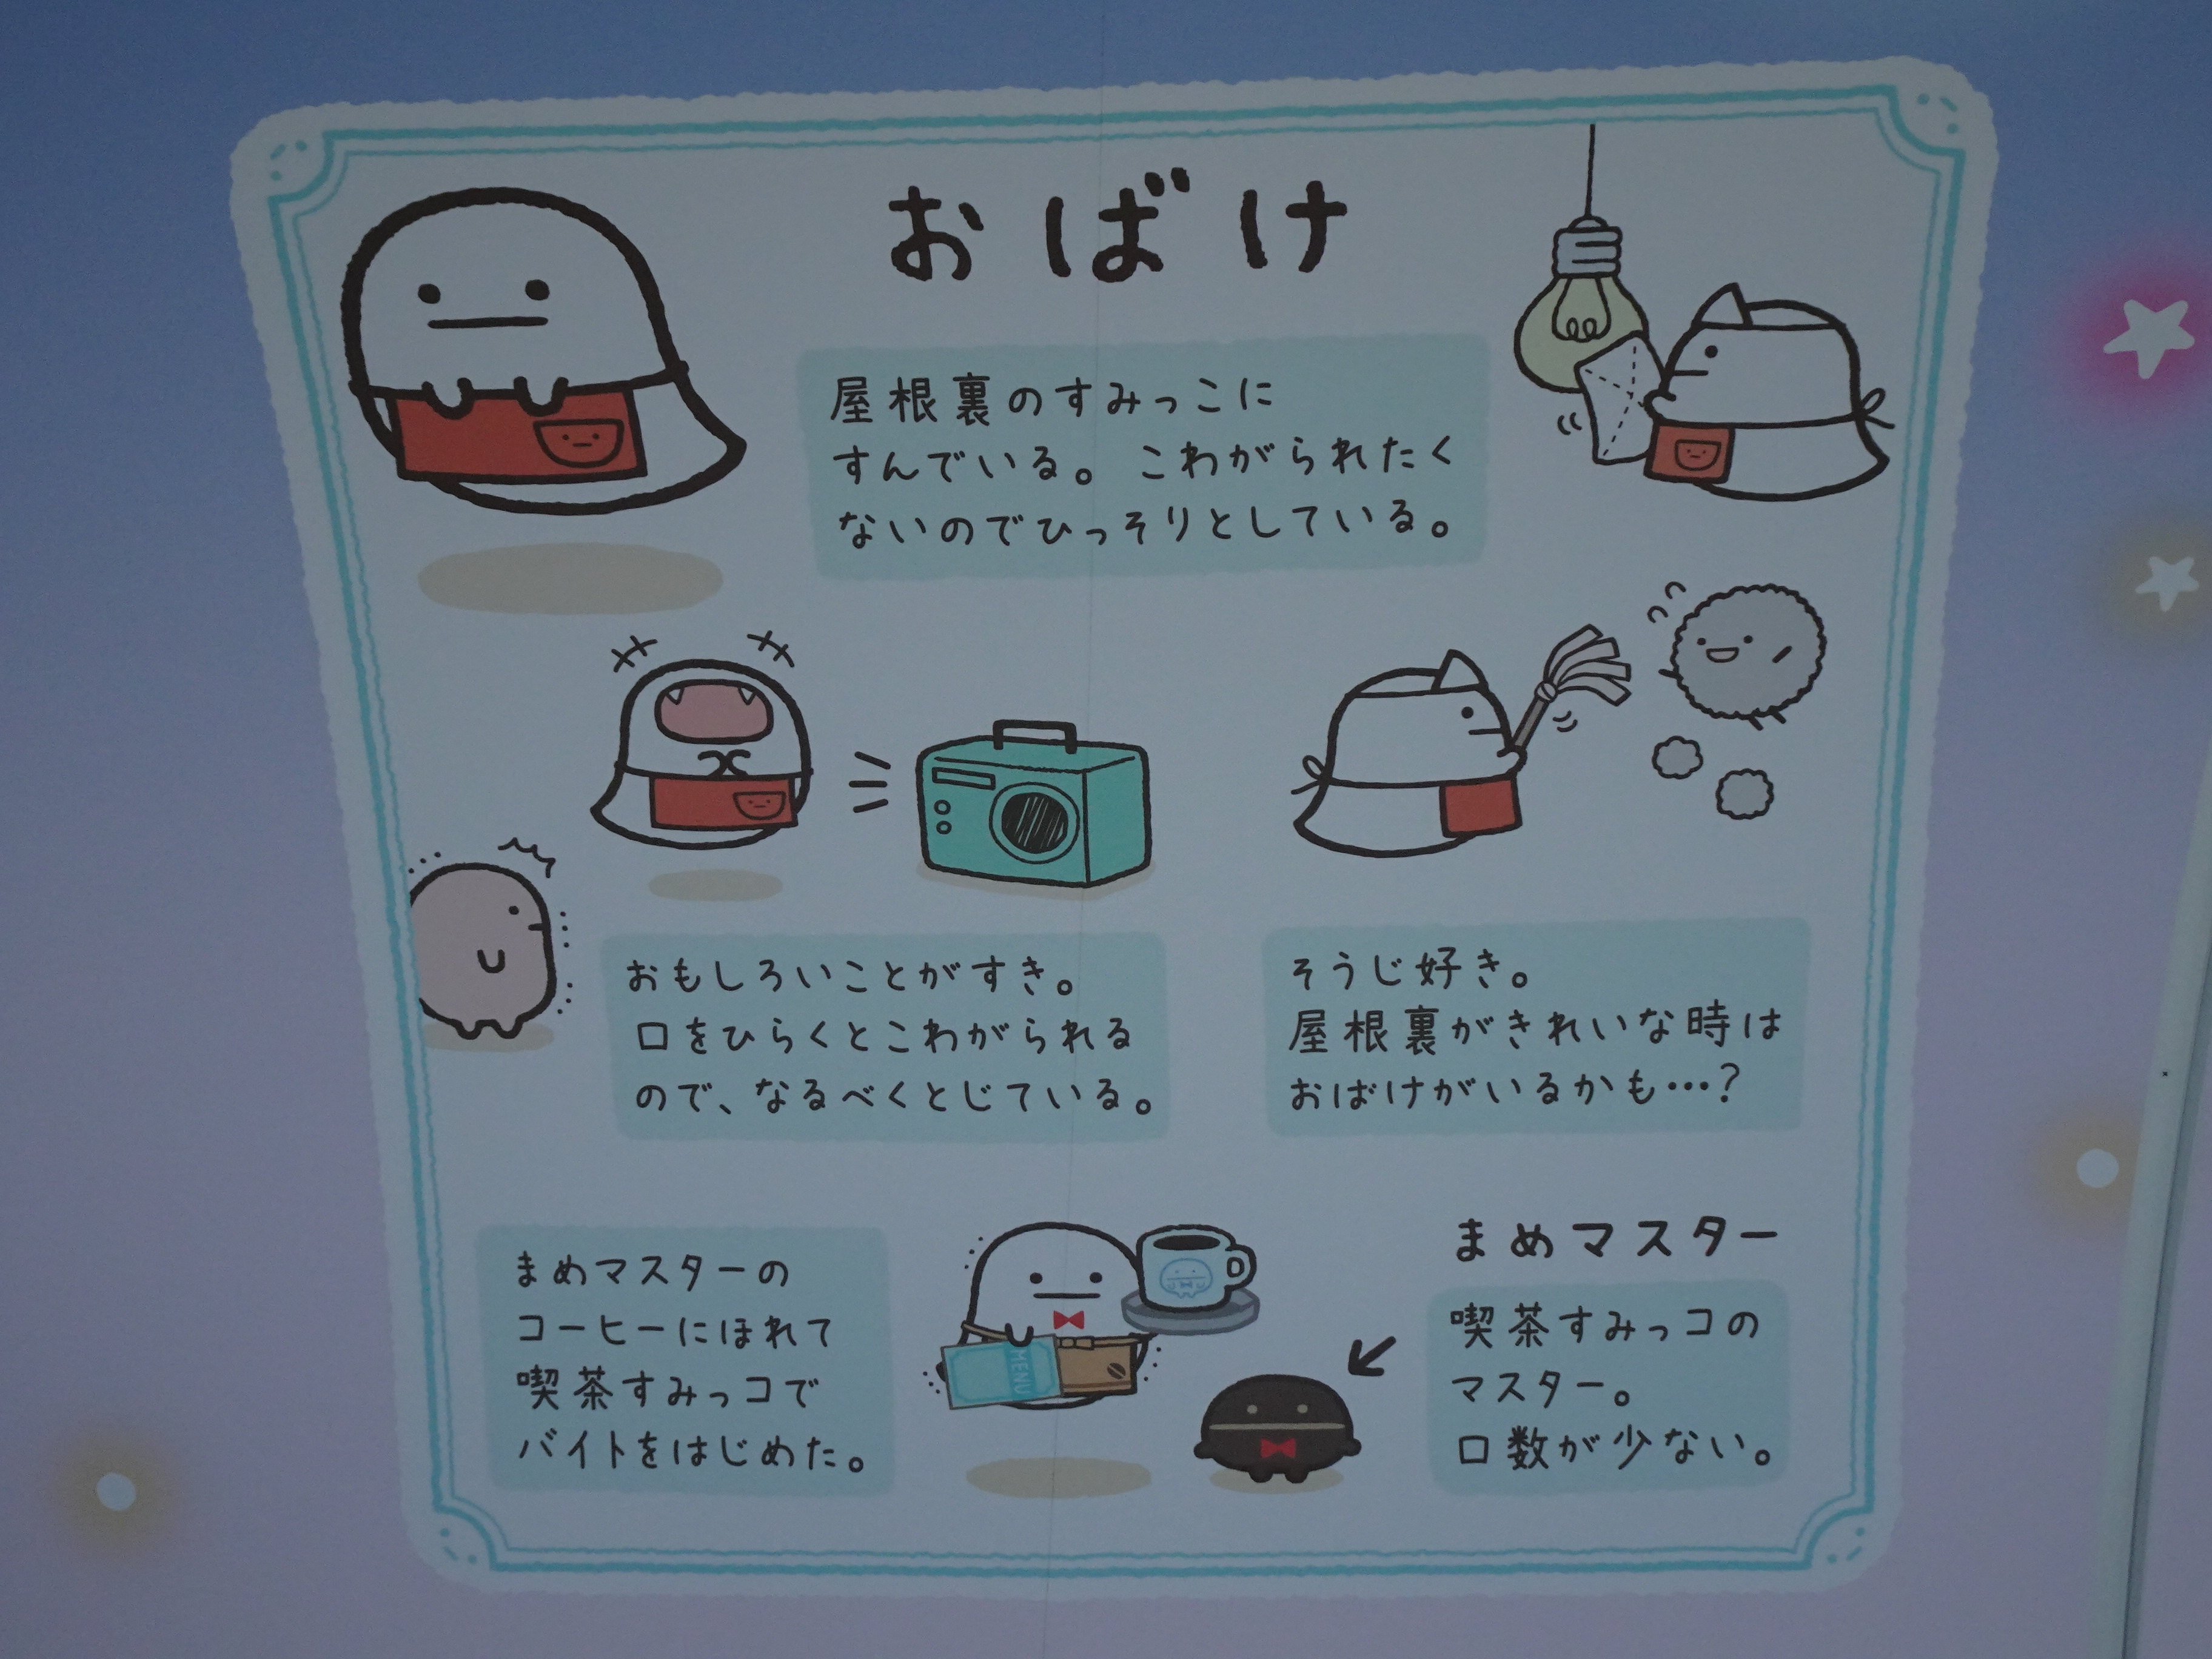 おばけ
屋根裏のすみっこに
すんでいる。こわがられたく
ないのでひっそりとしている。
おもしろいことがすき。
口をひらくとこわがられる
ので、なるべくとじている。
そうじ好き。
屋根裏がきれいな時は
おばけがいるかも…?
まめマスターの
コーヒーにほれて
喫茶すみっコで
バイトをはじめた。
MENU
まめマスター
喫茶すみっコの
マスター。
口数が少ない。